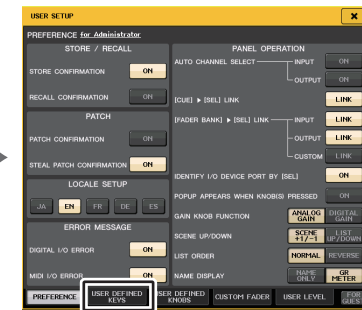 USER SETUP
PREFERENCE for Administrator
STORE / RECALL
STORE CONFIRMATION ON
RECALL CONFIRMATION ON
PATCH
PATCH CONFIRMATION ON
STEAL PATCH CONFIRMATION ON
LOCALE SETUP
JA EN FR DE ES
ERROR MESSAGE
DIGITAL I/O ERROR ON
MIDI I/O ERROR ON
PANEL OPERATION
AUTO CHANNEL SELECT INPUT ON
OUTPUT ON
[CUE] ▶ [SEL] LINK LINK
[FADER BANK] ▶ [SEL] LINK INPUT LINK
OUTPUT LINK
CUSTOM LINK
IDENTIFY I/O DEVICE PORT BY [SEL] ON
POPUP APPEARS WHEN KNOB(S) PRESSED ON
GAIN KNOB FUNCTION ANALOG GAIN DIGITAL GAIN
SCENE UP/DOWN SCENE +1/-1 LIST UP/DOWN
LIST ORDER NORMAL REVERSE
NAME DISPLAY NAME ONLY GR METER
PREFERENCE USER DEFINED KEYS USER DEFINED KNOBS CUSTOM FADER USER LEVEL FOR GUEST